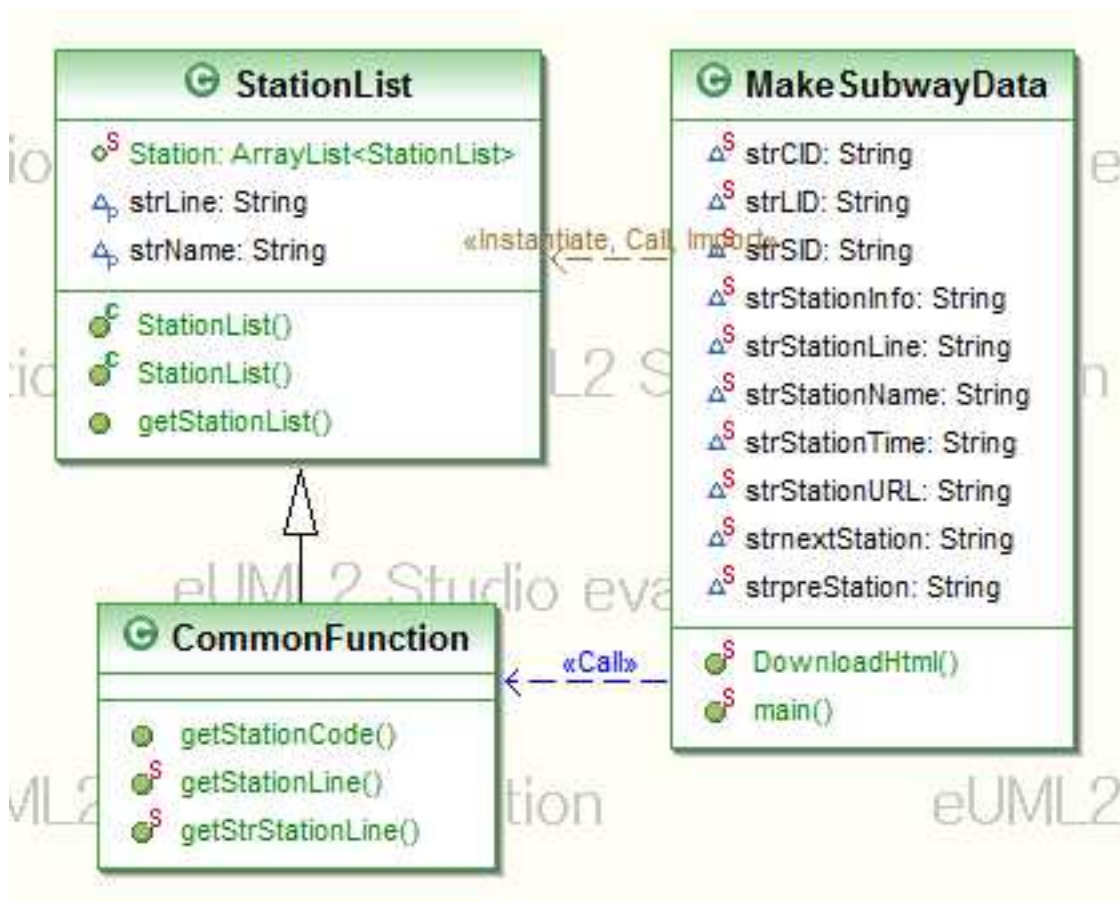 StationList
S Station: ArrayList<StationList>
P strLine: String
P strName: String
C StationList()
C StationList()
getStationList()
«Instantiate, Call, Import»
MakeSubwayData
S strCID: String
S strLID: String
S strSID: String
S strStationInfo: String
S strStationLine: String
S strStationName: String
S strStationTime: String
S strStationURL: String
S strnextStation: String
S strpreStation: String
S DownloadHtml()
S main()
CommonFunction
getStationCode()
S getStationLine()
S getStrStationLine()
«Call»
eUML2 Studio eva
eUML2